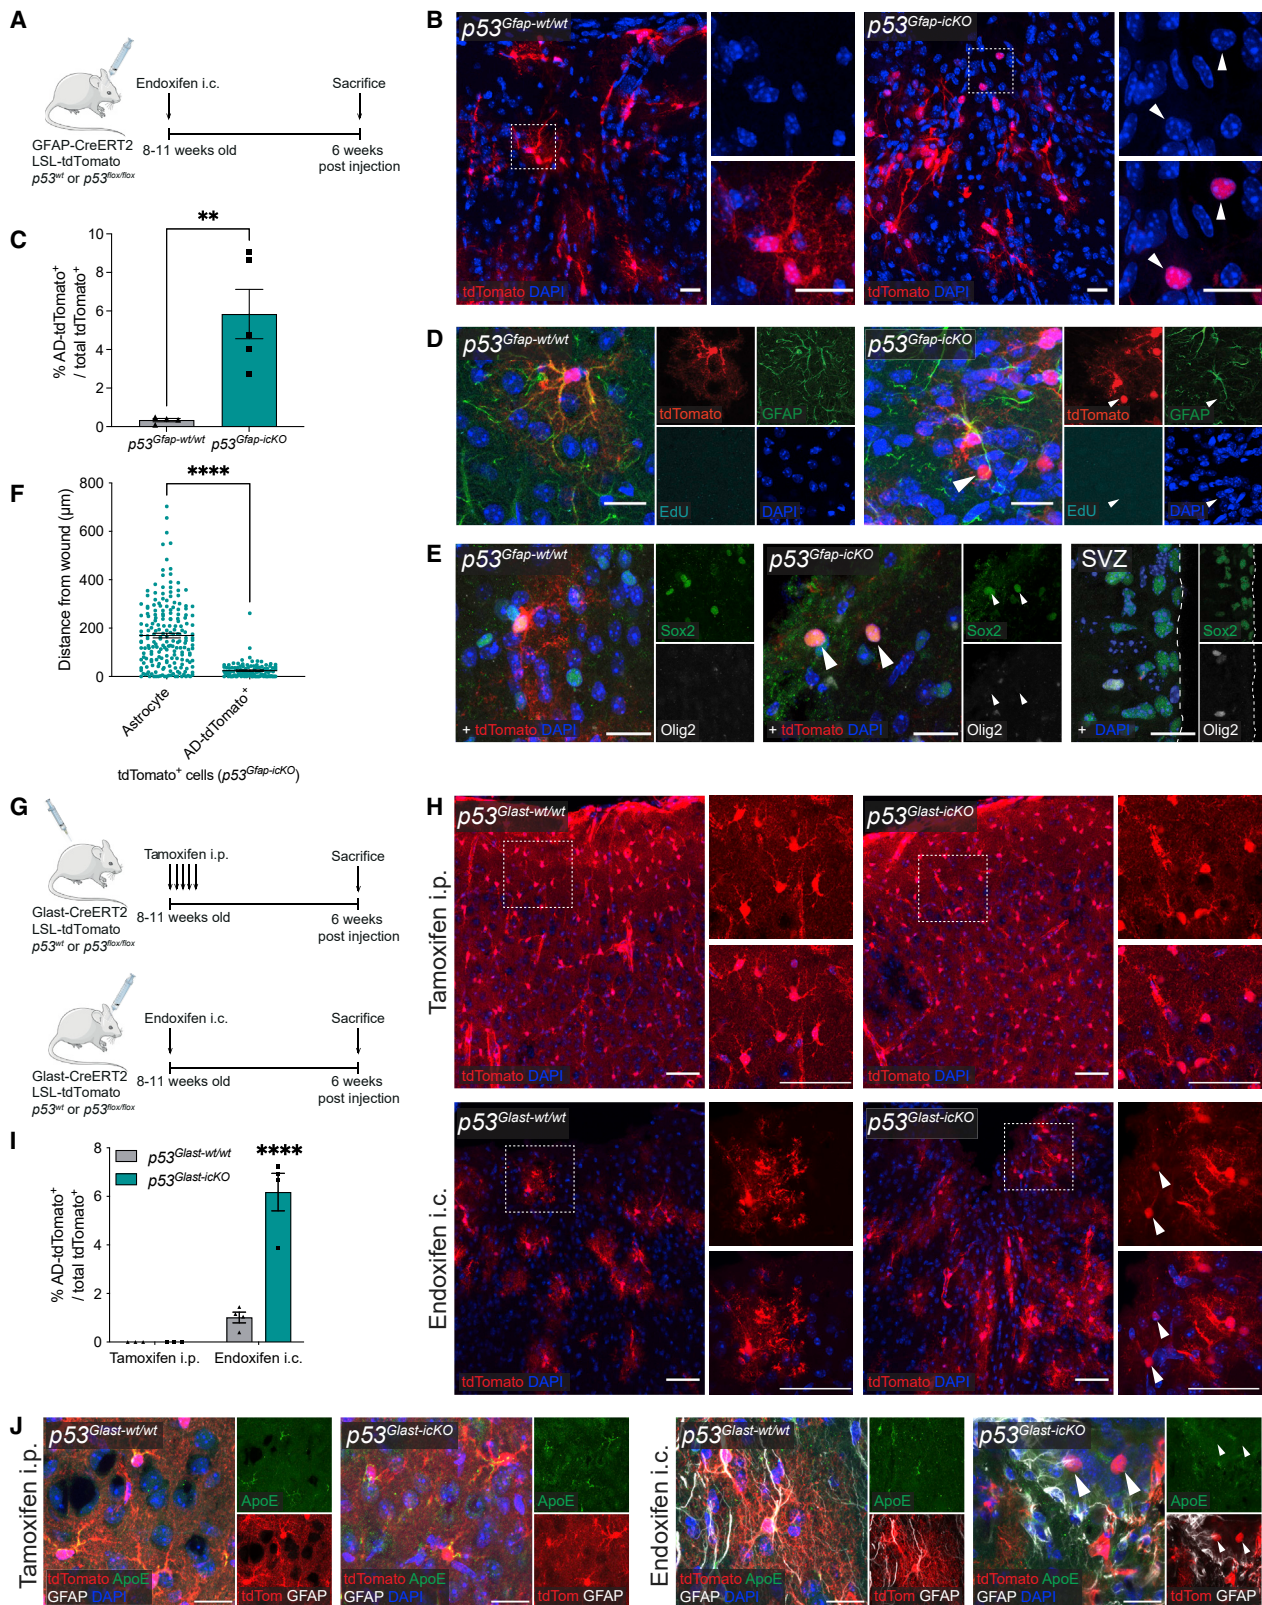 A
Endoxifen i.c.
Sacrifice
GFAP-CreERT2
LSL-tdTomato
p53wt or p53flox/flox
8-11 weeks old
6 weeks
post injection
B
p53Gfap-wt/wt
p53Gfap-icKO
tdTomato DAPI
tdTomato DAPI
C
**
% AD-tdTomato+
/ total tdTomato+
10
8
6
4
2
0
p53Gfap-wt/wt
p53Gfap-icKO
D
p53Gfap-wt/wt
tdTomato
GFAP
EdU
DAPI
p53Gfap-icKO
tdTomato
GFAP
EdU
DAPI
E
p53Gfap-wt/wt
Sox2
+ tdTomato DAPI
Olig2
p53Gfap-icKO
Sox2
+ tdTomato DAPI
Olig2
SVZ
Sox2
+ DAPI
Olig2
F
****
Distance from wound (µm)
800
600
400
200
0
Astrocyte
AD-tdTomato+
tdTomato+ cells (p53Gfap-icKO)
G
Tamoxifen i.p.
Sacrifice
Glast-CreERT2
LSL-tdTomato
p53wt or p53flox/flox
8-11 weeks old
6 weeks
post injection
Endoxifen i.c.
Sacrifice
Glast-CreERT2
LSL-tdTomato
p53wt or p53flox/flox
8-11 weeks old
6 weeks
post injection
H
Tamoxifen i.p.
p53Glast-wt/wt
p53Glast-icKO
tdTomato DAPI
tdTomato DAPI
Endoxifen i.c.
p53Glast-wt/wt
p53Glast-icKO
tdTomato DAPI
tdTomato DAPI
I
p53Glast-wt/wt
p53Glast-icKO
****
% AD-tdTomato+
/ total tdTomato+
8
6
4
2
0
Tamoxifen i.p.
Endoxifen i.c.
J
Tamoxifen i.p.
p53Glast-wt/wt
ApoE
tdTomato ApoE
GFAP DAPI
tdTom GFAP
p53Glast-icKO
ApoE
tdTomato ApoE
GFAP DAPI
tdTom GFAP
Endoxifen i.c.
p53Glast-wt/wt
ApoE
tdTomato ApoE
GFAP DAPI
tdTom GFAP
p53Glast-icKO
ApoE
tdTomato ApoE
GFAP DAPI
tdTom GFAP